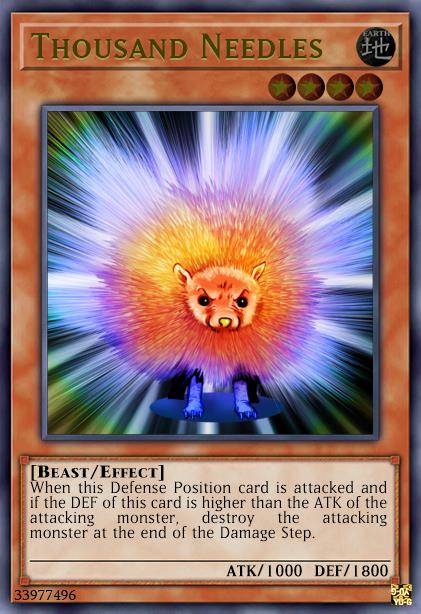 THOUSAND NEEDLES
EARTH
地
[BEAST/EFFECT]
When this Defense Position card is attacked and
if the DEF of this card is higher than the ATK of the
attacking monster, destroy the attacking
monster at the end of the Damage Step.
ATK/1000 DEF/1800
33977496